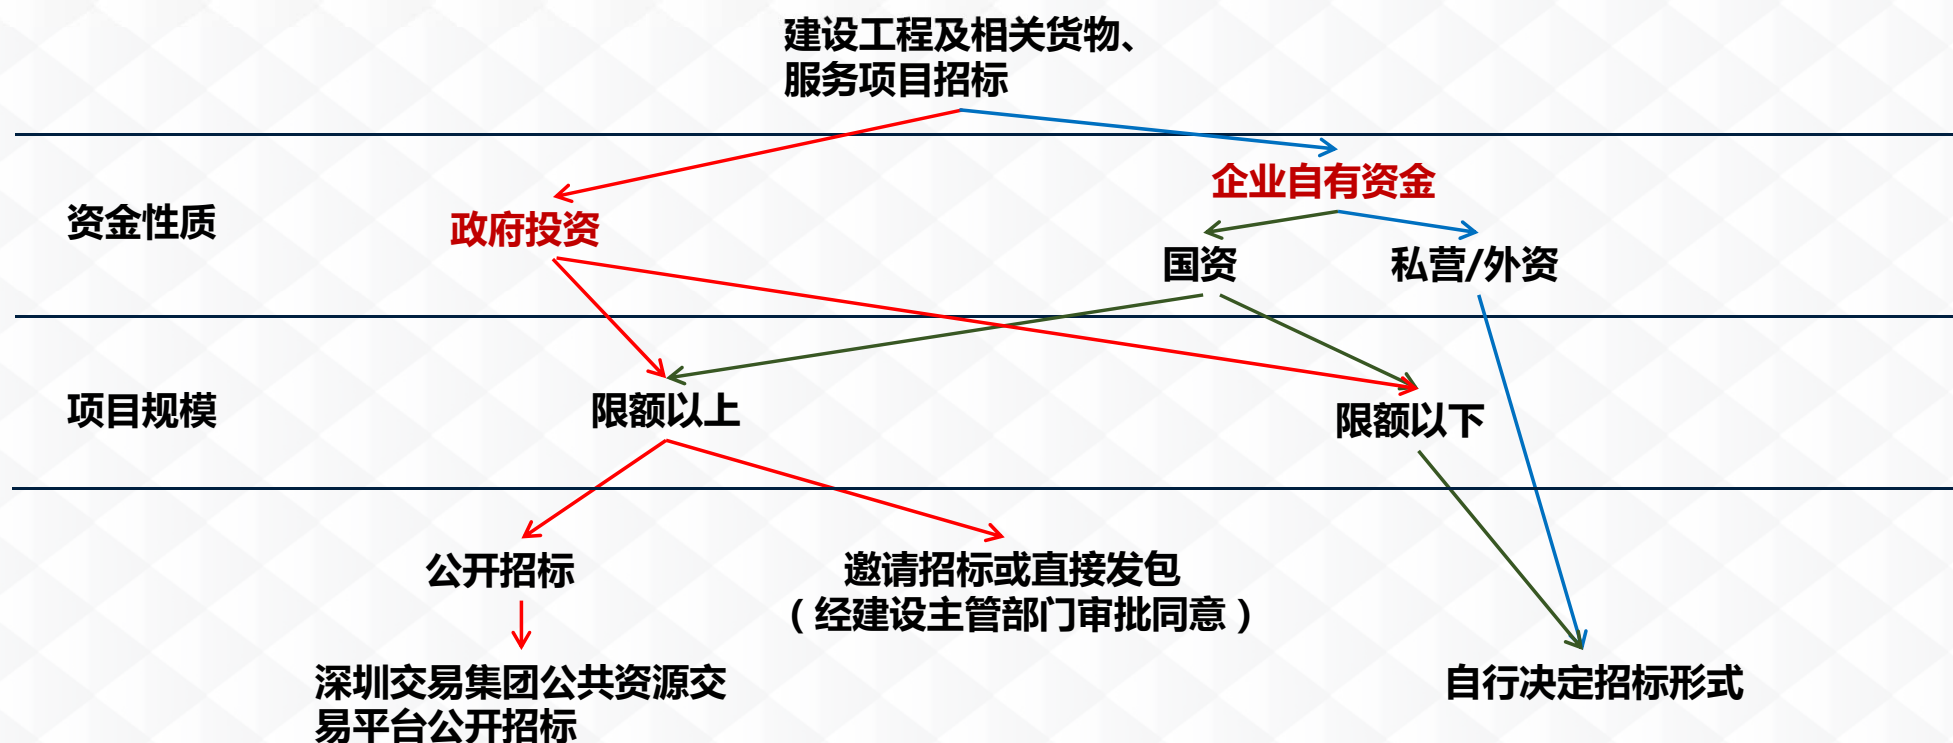 建设工程及相关货物、
服务项目招标
企业自有资金
资金性质
政府投资
国资
私营/外资
项目规模
限额以上
限额以下
公开招标
邀请招标或直接发包
（经建设主管部门审批同意）
深圳交易集团公共资源交
易平台公开招标
自行决定招标形式